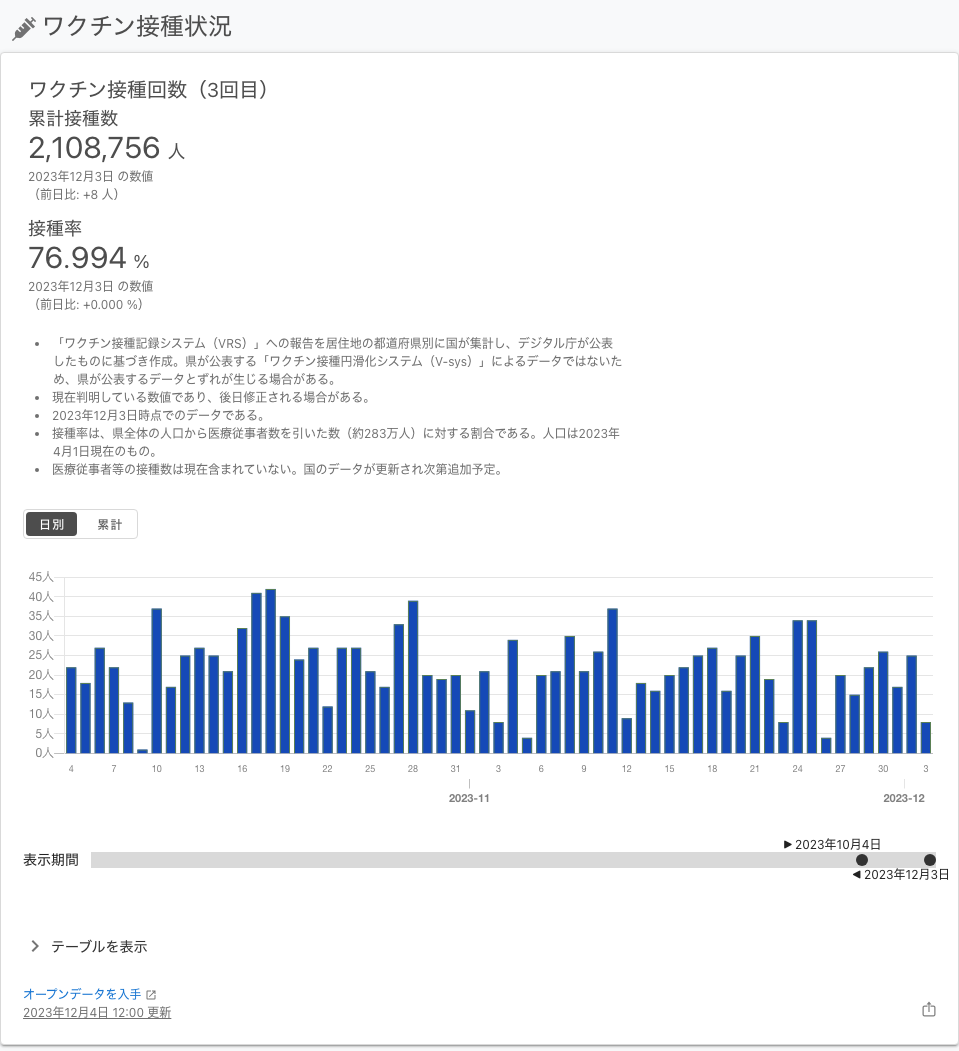 ワクチン接種状況
ワクチン接種回数（3回目）
累計接種数
2,108,756 人
2023年12月3日 の数値
（前日比: +8 人）
接種率
76.994 %
2023年12月3日 の数値
（前日比: +0.000 %）
• 「ワクチン接種記録システム（VRS）」への報告を居住地の都道府県別に国が集計し、デジタル庁が公表
したものに基づき作成。県が公表する「ワクチン接種円滑化システム（V-sys）」によるデータではないた
め、県が公表するデータとずれが生じる場合がある。
• 現在判明している数値であり、後日修正される場合がある。
• 2023年12月3日時点でのデータである。
• 接種率は、県全体の人口から医療従事者数を引いた数（約283万人）に対する割合である。人口は2023年
4月1日現在のもの。
• 医療従事者等の接種数は現在含まれていない。国のデータが更新され次第追加予定。
日別 累計
45人
40人
35人
30人
25人
20人
15人
10人
5人
0人
4 7 10 13 16 19 22 25 28 31 3 6 9 12 15 18 21 24 27 30 3
2023-11 2023-12
2023年10月4日
表示期間
2023年12月3日
テーブルを表示
オープンデータを入手
2023年12月4日 12:00 更新